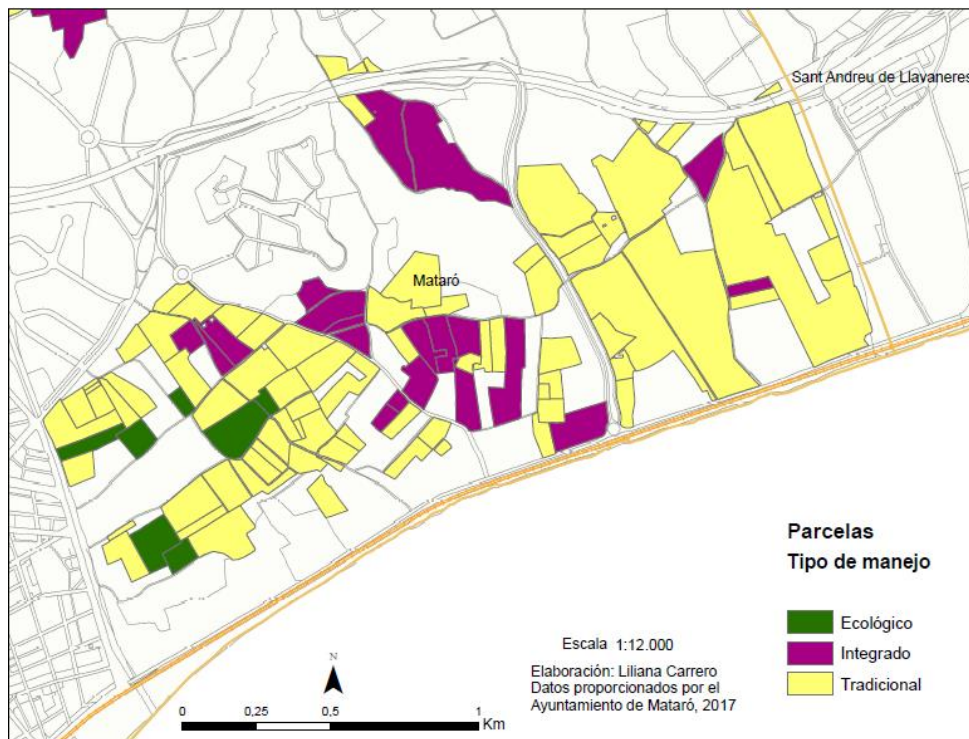 Sant Andreu de Llavaneres
Mataró
Parcelas
Tipo de manejo
Ecológico
Integrado
Tradicional
Escala 1:12.000
Elaboración: Liliana Carrero
Datos proporcionados por el
Ayuntamiento de Mataró, 2017
N
0 0,25 0,5 1
Km